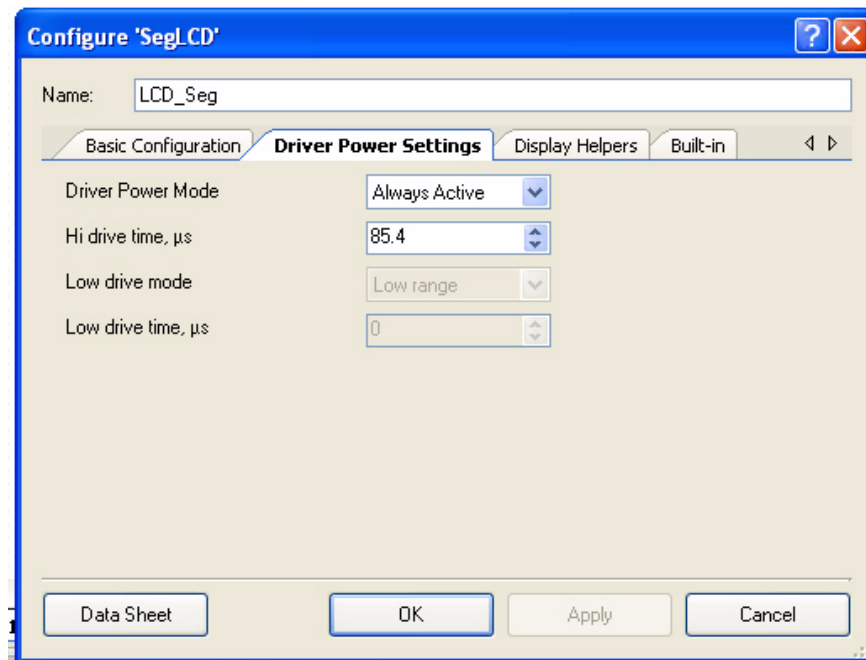 Configure 'SegLCD'
Name: LCD_Seg
Basic Configuration Driver Power Settings Display Helpers Built-in
Driver Power Mode Always Active
Hi drive time, µs 85.4
Low drive mode Low range
Low drive time, µs 0
Data Sheet OK Apply Cancel